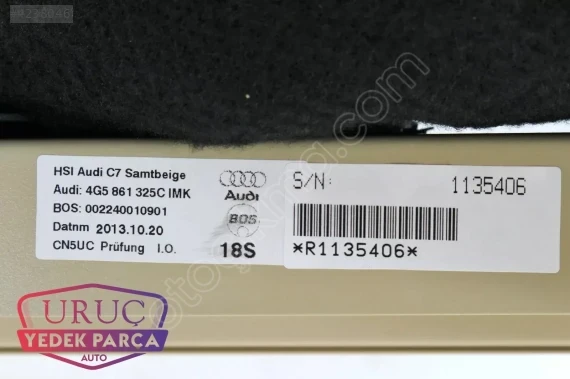 HSI Audi C7 Samtbeige
Audi: 4G5 861 325C IMK
BOS: 002240010901
Datnm 2013.10.20
CN5UC Prüfung I.O.
Audi
BOS
18S
S/N: 1135406
*R1135406*
URUÇ
YEDEK PARÇA
AUTO